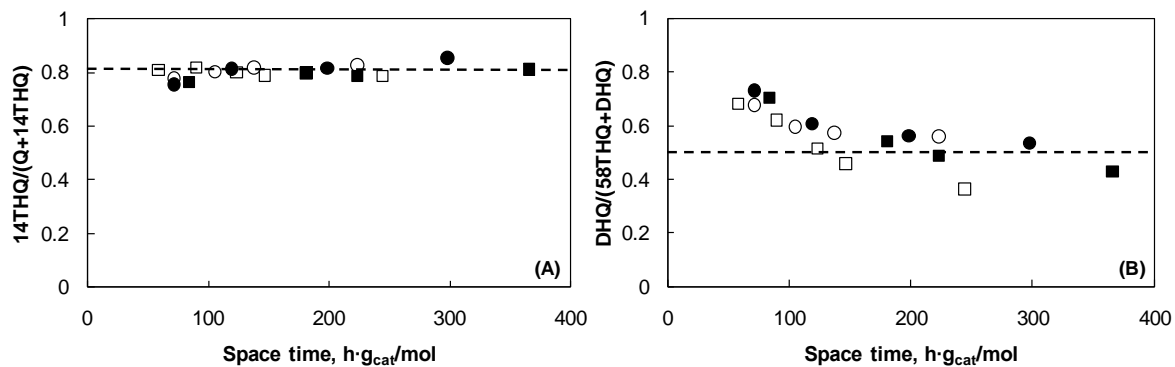 14THQ/(Q+14THQ)
1
0.8
0.6
0.4
0.2
0
0 100 200 300 400
Space time, h·gcat/mol
(A)
DHQ/(58THQ+DHQ)
1
0.8
0.6
0.4
0.2
0
0 100 200 300 400
Space time, h·gcat/mol
(B)